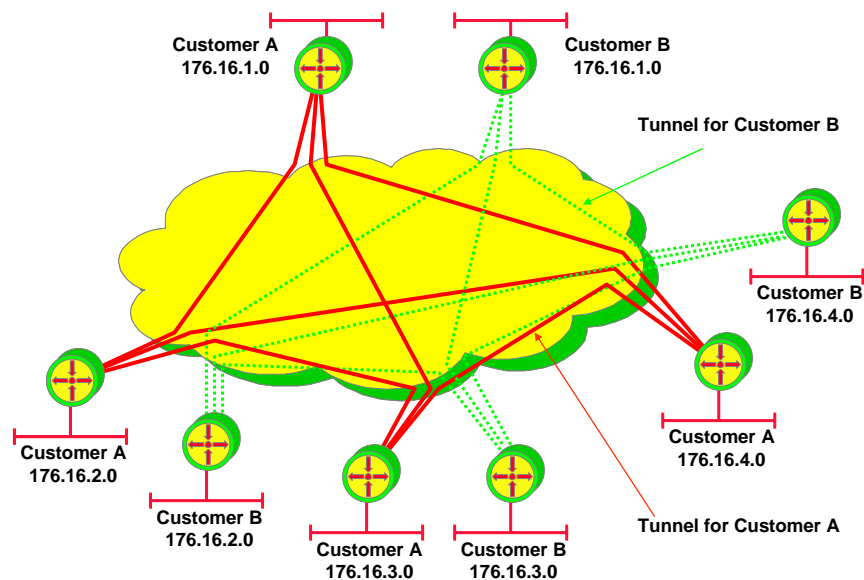 Customer A
176.16.1.0
Customer B
176.16.1.0
Tunnel for Customer B
Customer B
176.16.4.0
Customer A
176.16.4.0
Customer A
176.16.2.0
Customer B
176.16.2.0
Customer A
176.16.3.0
Customer B
176.16.3.0
Tunnel for Customer A